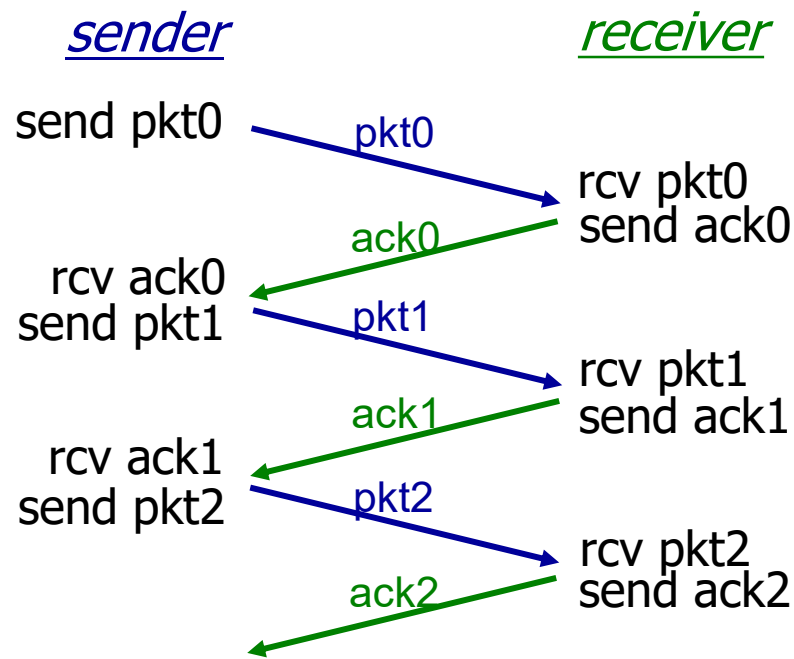 sender
receiver
send pkt0
pkt0
rcv pkt0
send ack0
ack0
rcv ack0
send pkt1
pkt1
rcv pkt1
send ack1
ack1
rcv ack1
send pkt2
pkt2
rcv pkt2
send ack2
ack2